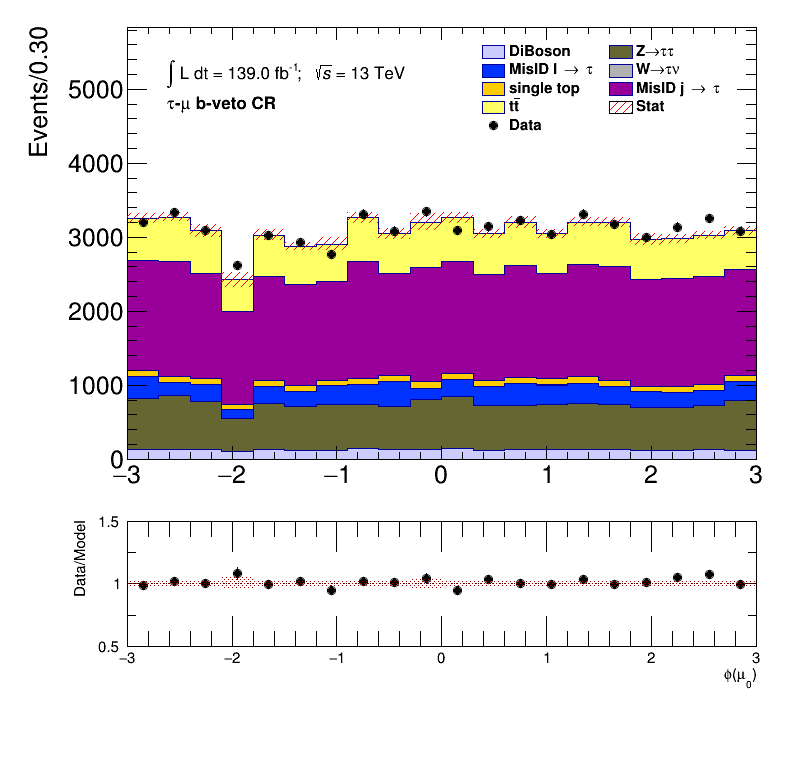 Events/0.30
∫ L dt = 139.0 fb⁻¹; √s = 13 TeV
τ-μ b-veto CR
DiBoson
Z→ττ
MisID l → τ
W→τν
single top
MisID j → τ
tt̄
Stat
Data
5000
4000
3000
2000
1000
0
−3 −2 −1 0 1 2 3
Data/Model
1.5
1
0.5
−3 −2 −1 0 1 2 3
ϕ(μ₀)